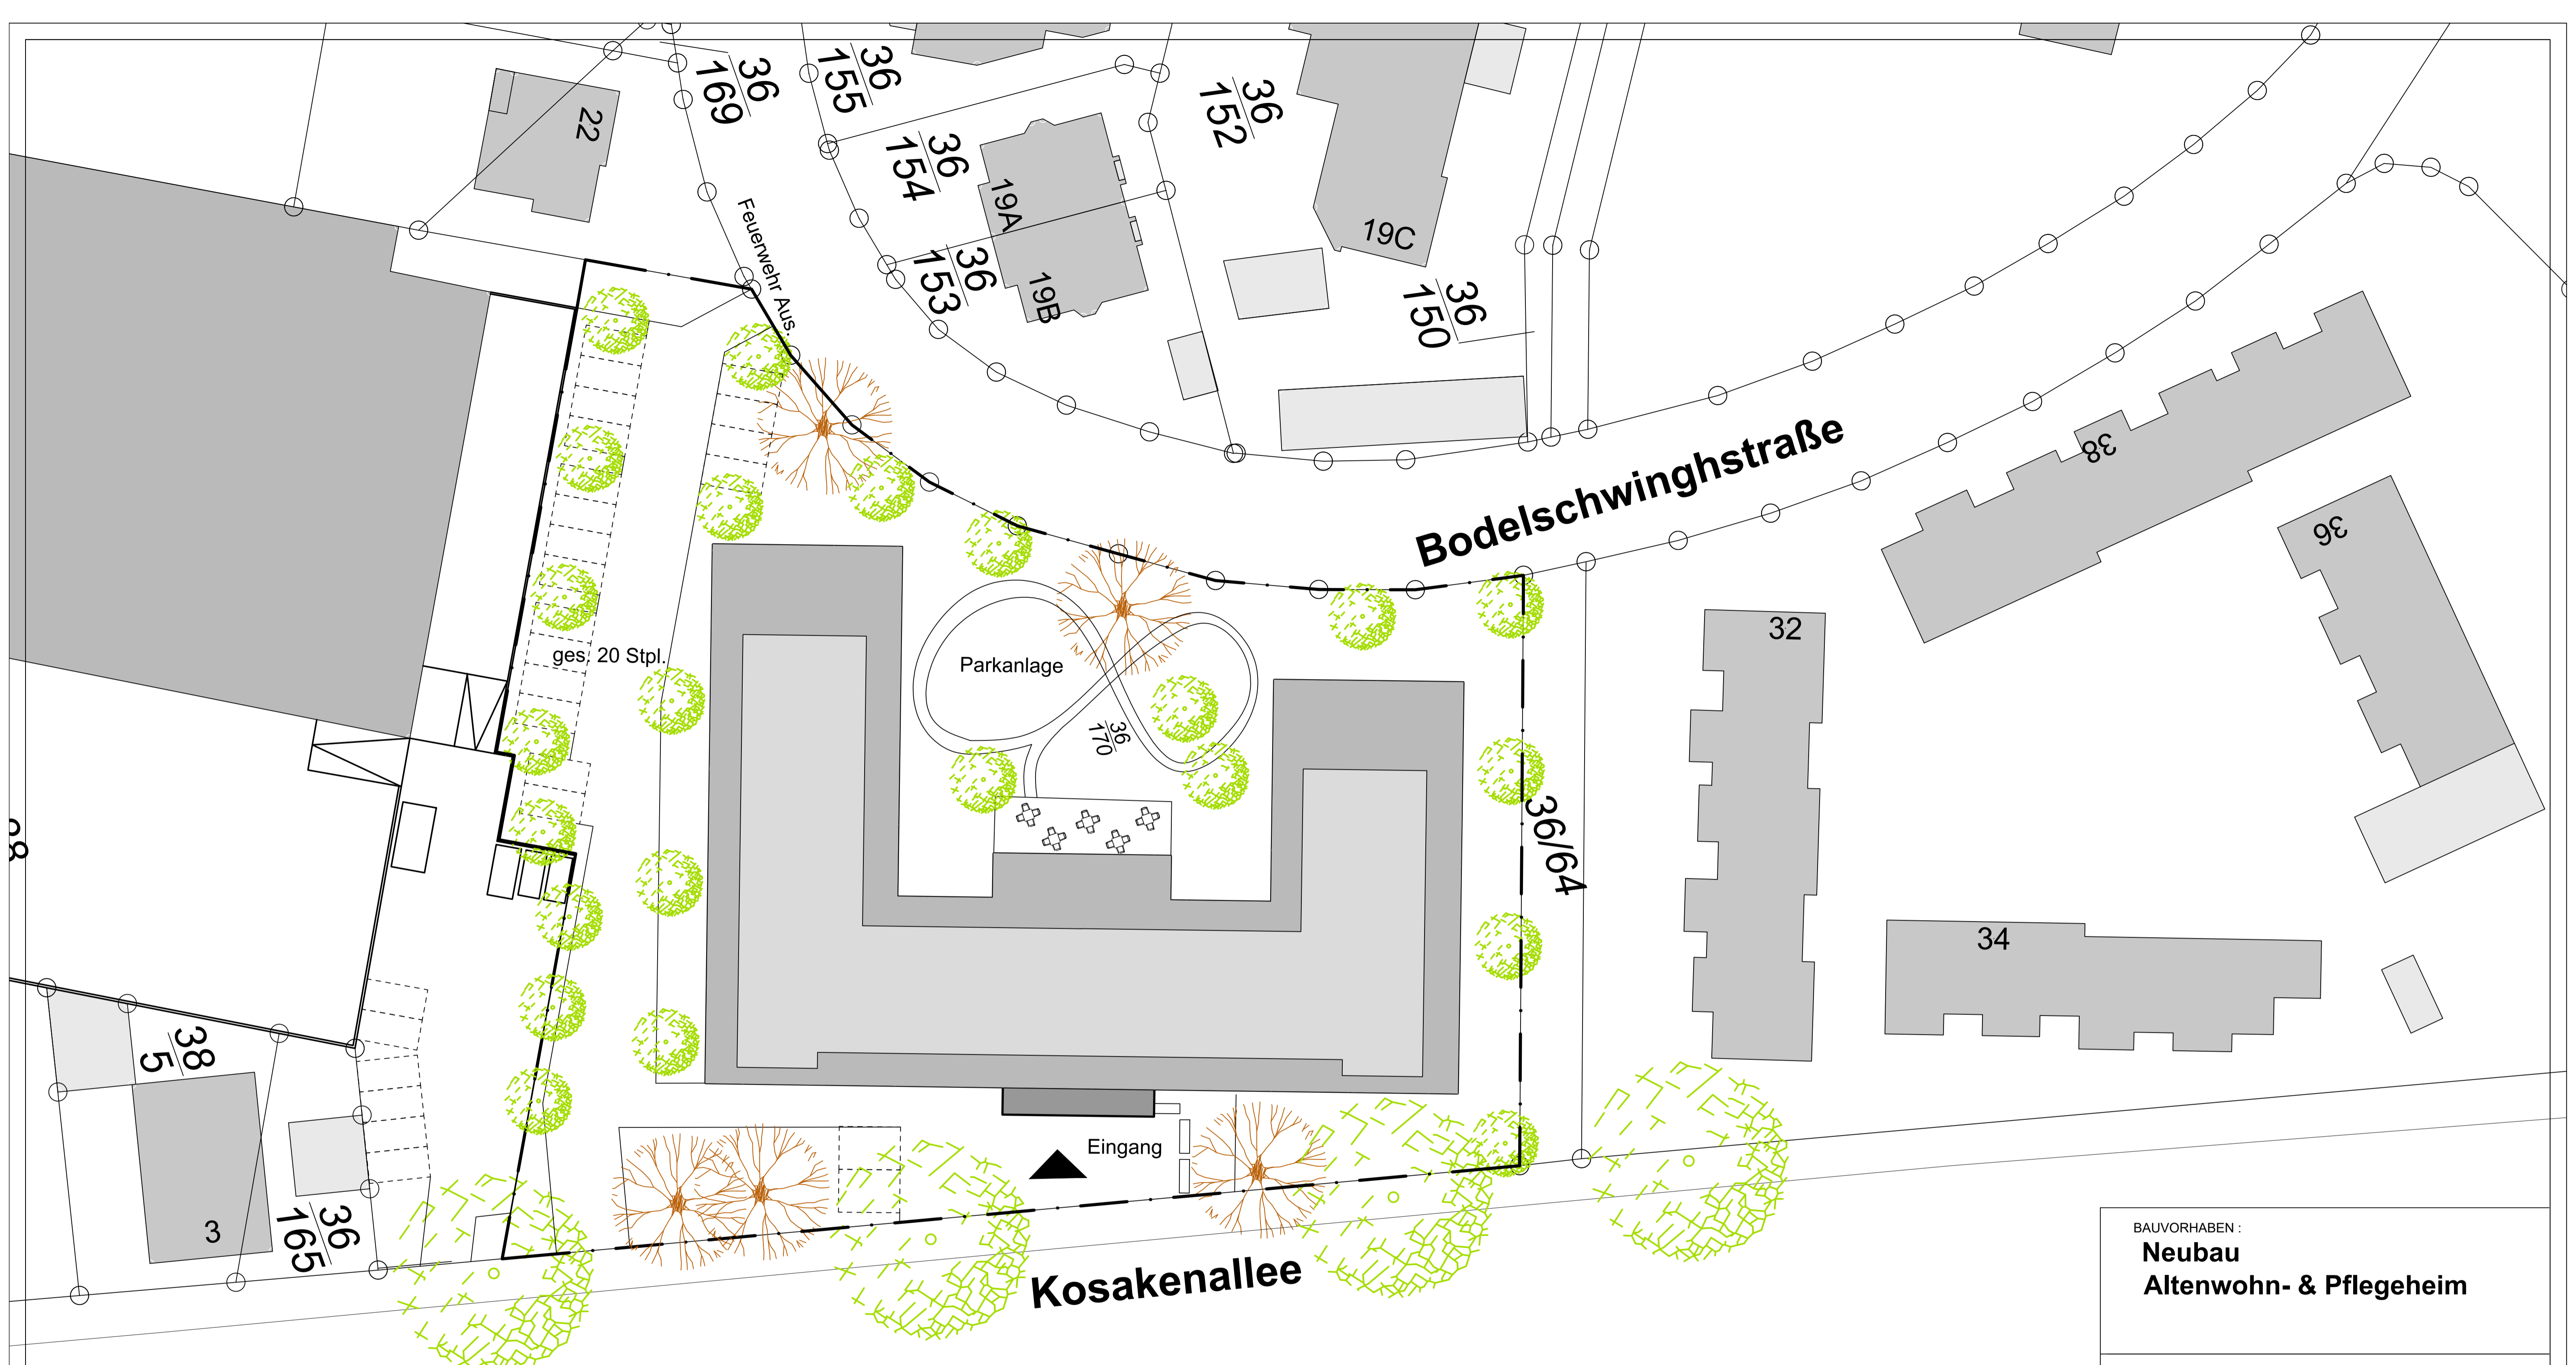 36
169
36
155
36
154
36
152
22
19A
19C
Feuerwehr Aus.
36
153
19B
36
150
Bodelschwinghstraße
38
36
32
ges. 20 Stpl.
Parkanlage
36
170
36/64
34
38
5
3
36
165
Eingang
Kosakenallee
BAUVORHABEN :
Neubau
Altenwohn- & Pflegeheim